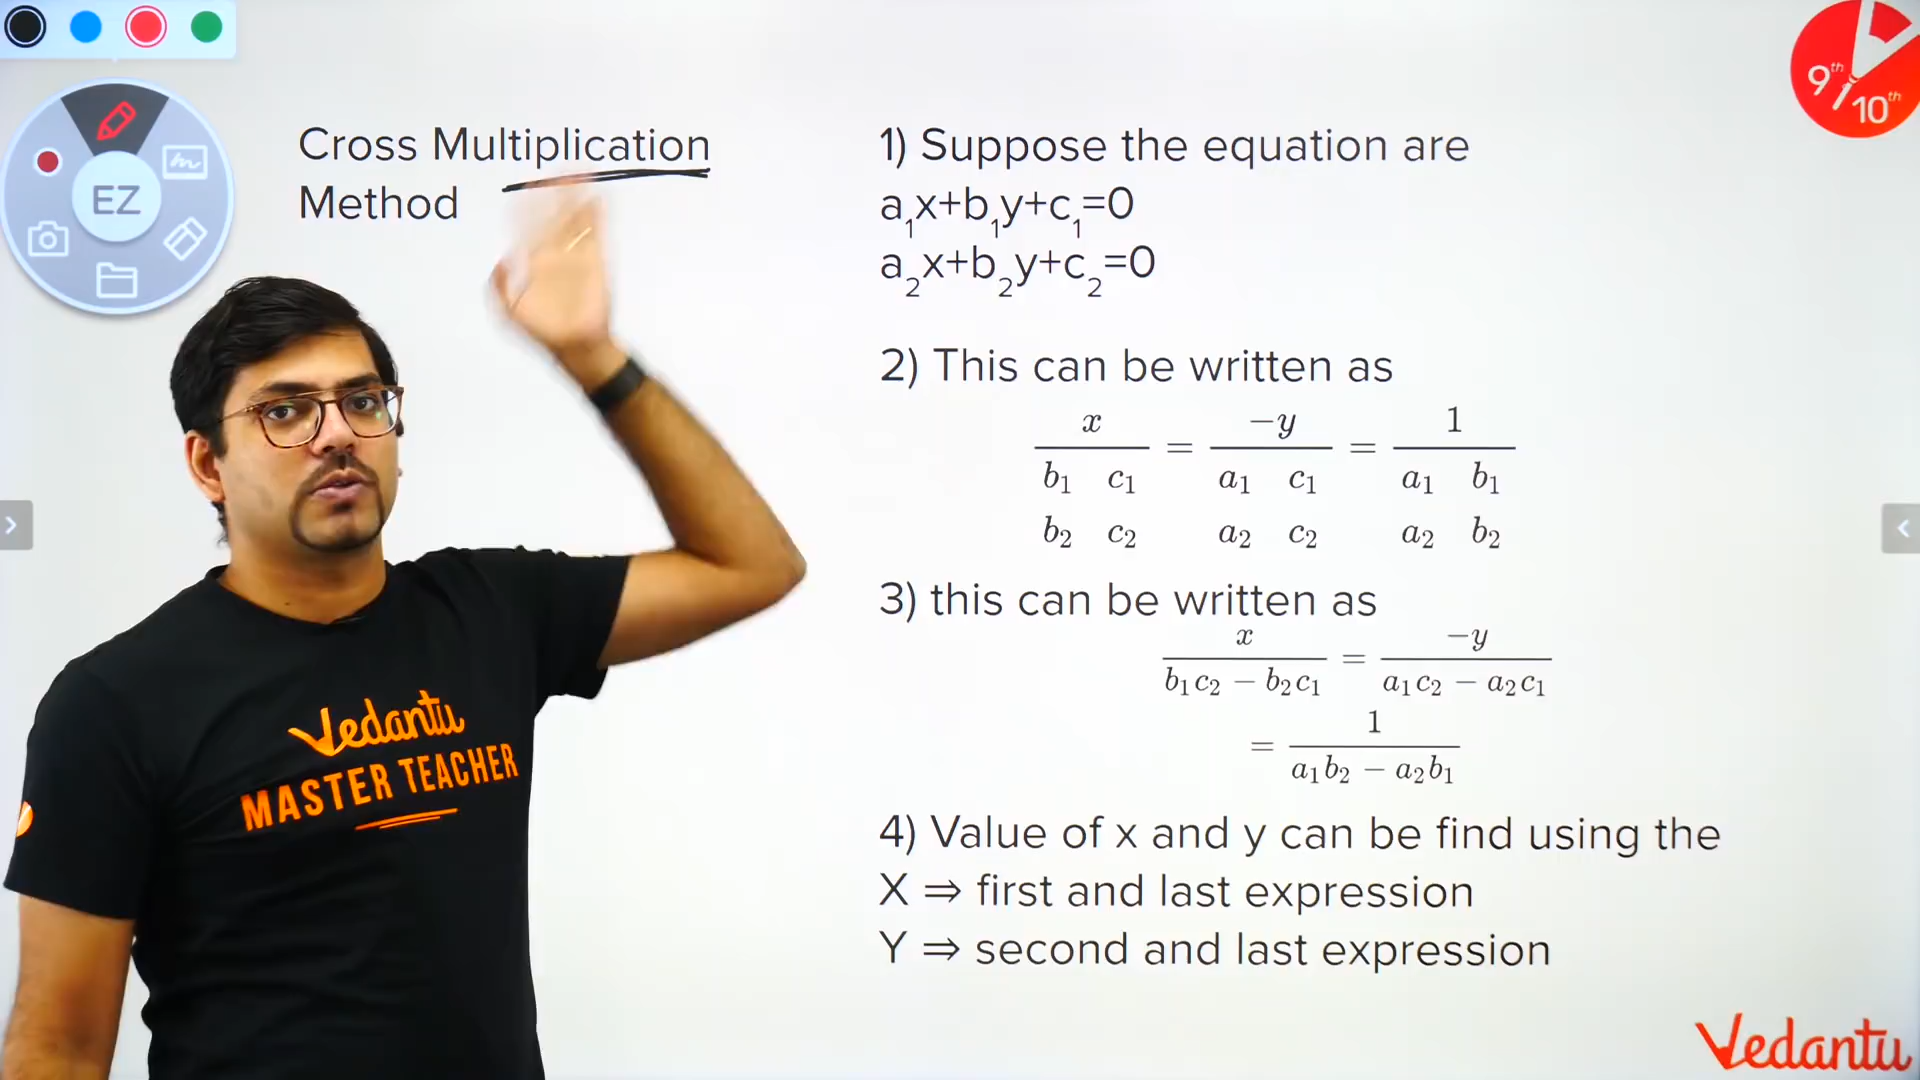 9th/10th
EZ
Cross Multiplication
Method
1) Suppose the equation are
a₁x+b₁y+c₁=0
a₂x+b₂y+c₂=0
2) This can be written as
x = -y = 1
b₁ c₁ a₁ c₁ a₁ b₁
b₂ c₂ a₂ c₂ a₂ b₂
3) this can be written as
x = -y
b₁c₂ − b₂c₁ a₁c₂ − a₂c₁
= 1
a₁b₂ − a₂b₁
4) Value of x and y can be find using the
X ⇒ first and last expression
Y ⇒ second and last expression
Vedantu
MASTER TEACHER
Vedantu